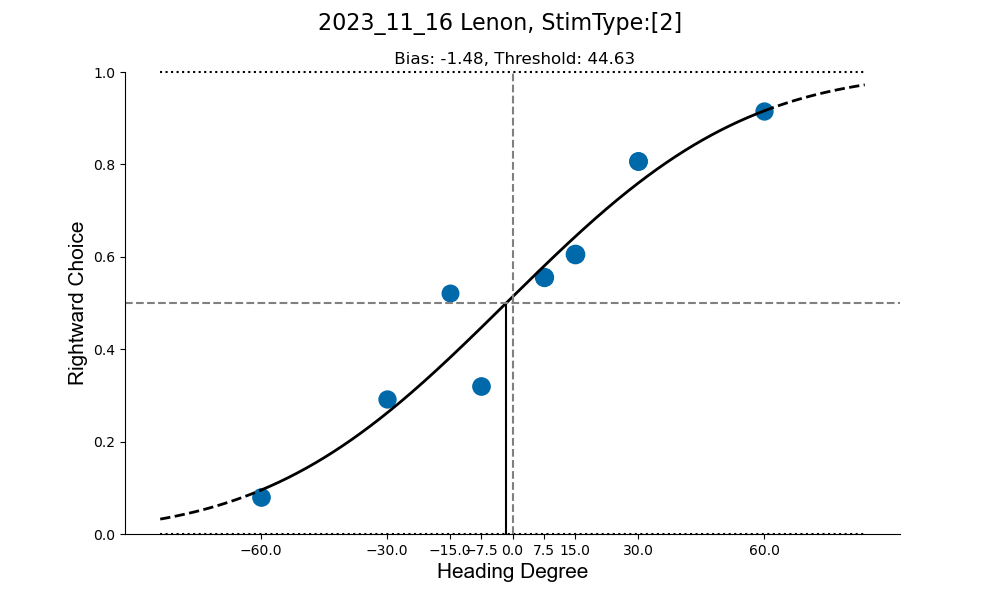 2023_11_16 Lenon, StimType:[2]
Bias: -1.48, Threshold: 44.63
1.0
0.8
0.6
0.4
0.2
0.0
Rightward Choice
−60.0 −30.0 −15.0 −7.5 0.0 7.5 15.0 30.0 60.0
Heading Degree